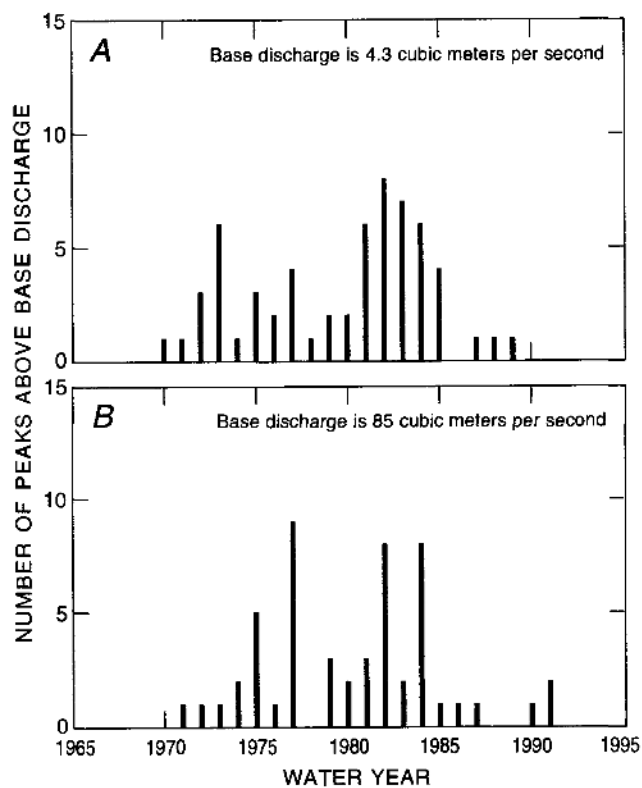 15
A
Base discharge is 4.3 cubic meters per second
10
5
0
15
B
Base discharge is 85 cubic meters per second
10
5
0
1965 1970 1975 1980 1985 1990 1995
WATER YEAR
NUMBER OF PEAKS ABOVE BASE DISCHARGE